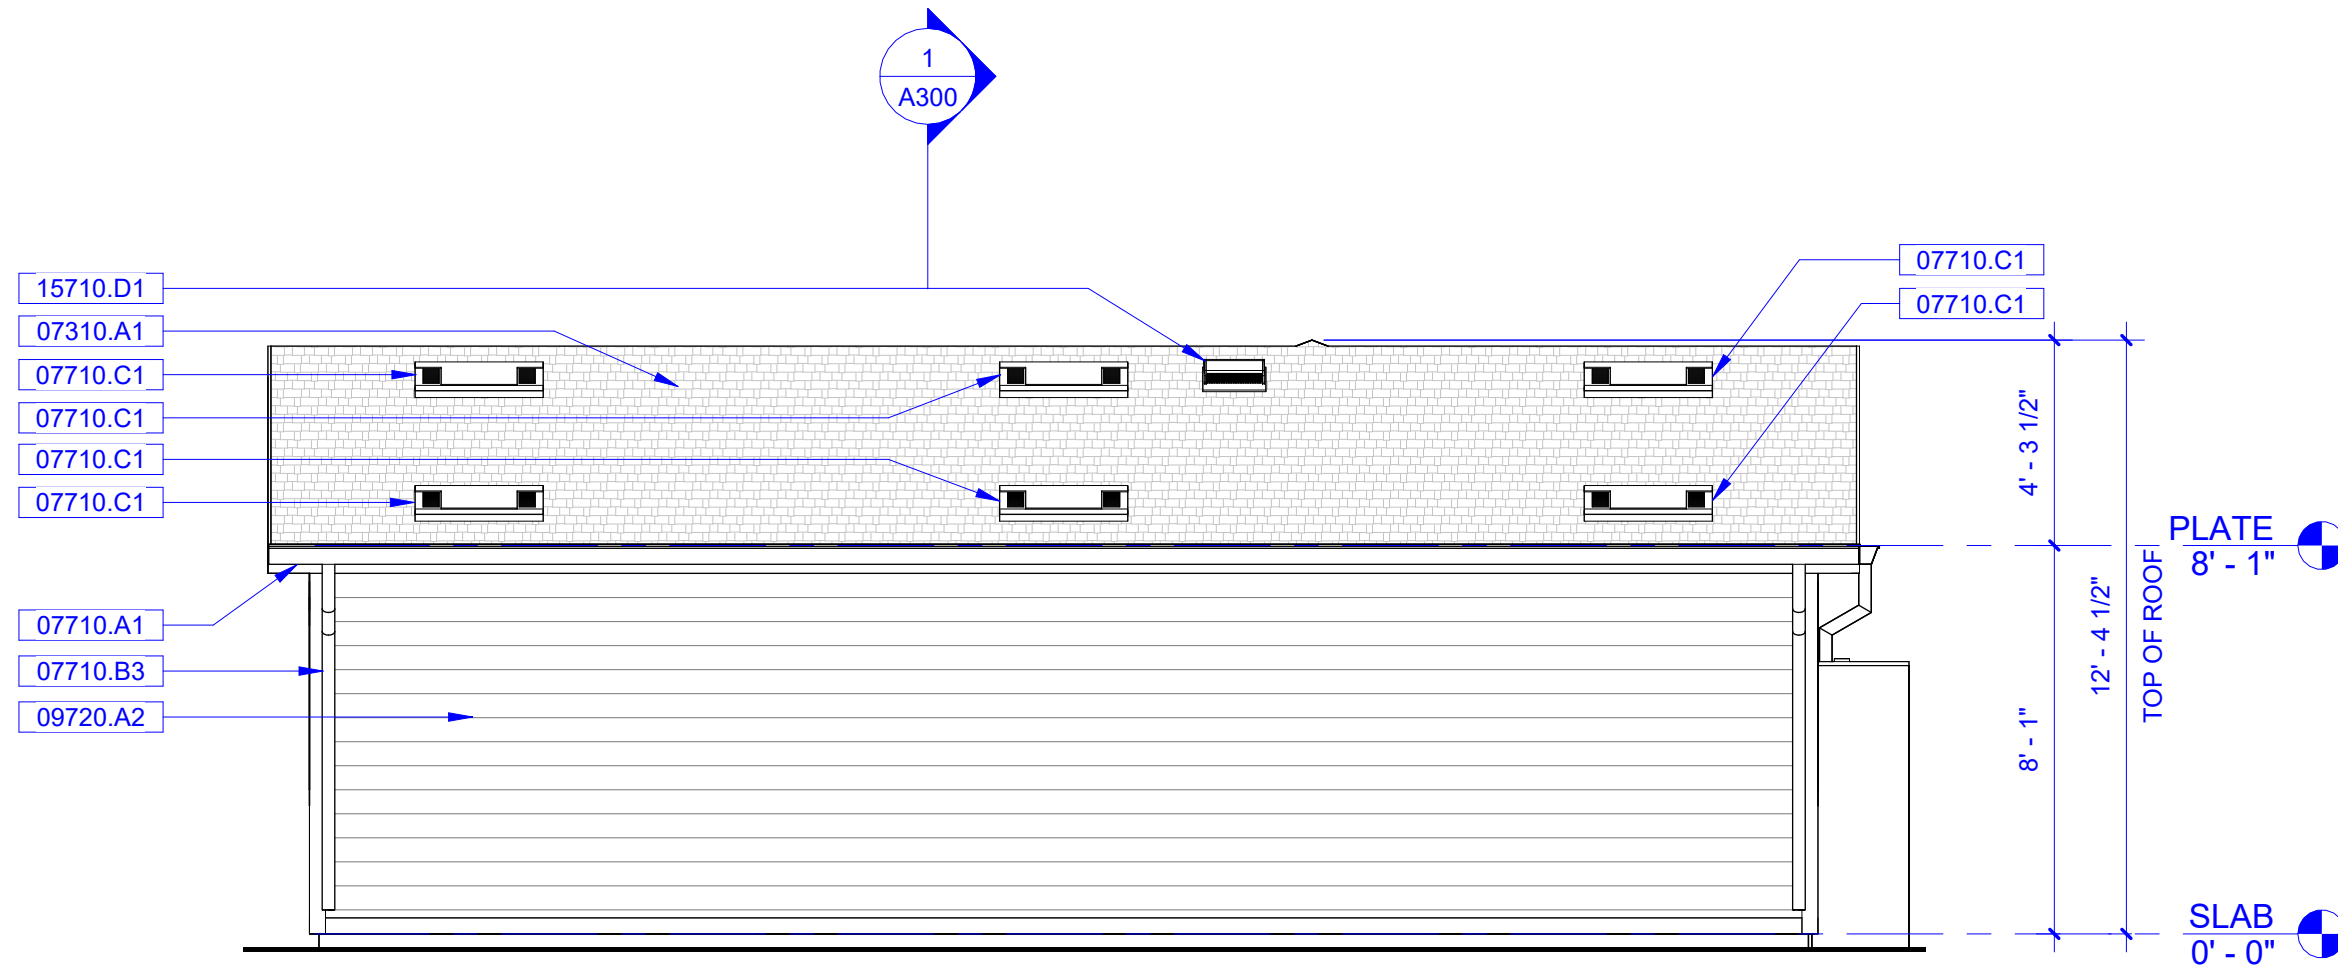 1
A300
15710.D1
07310.A1
07710.C1
07710.C1
07710.C1
07710.C1
07710.A1
07710.B3
09720.A2
07710.C1
07710.C1
4' - 3 1/2"
8' - 1"
12' - 4 1/2"
TOP OF ROOF
PLATE
8' - 1"
SLAB
0' - 0"